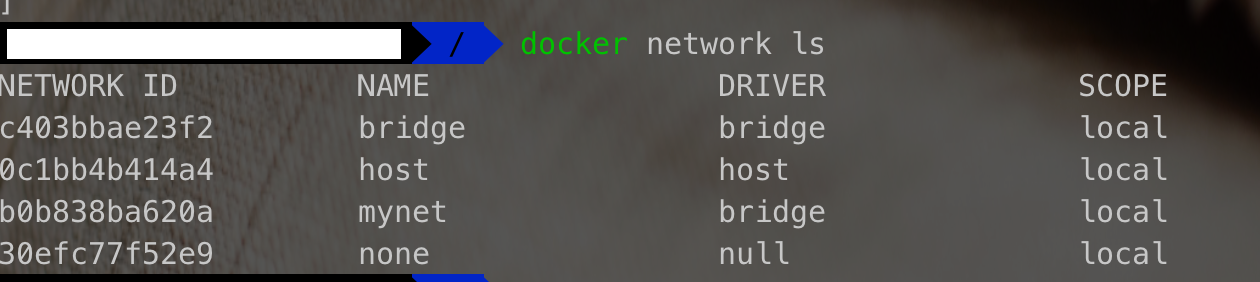 ]
/ docker network ls
NETWORK ID NAME DRIVER SCOPE
c403bbae23f2 bridge bridge local
0c1bb4b414a4 host host local
b0b838ba620a mynet bridge local
30efc77f52e9 none null local